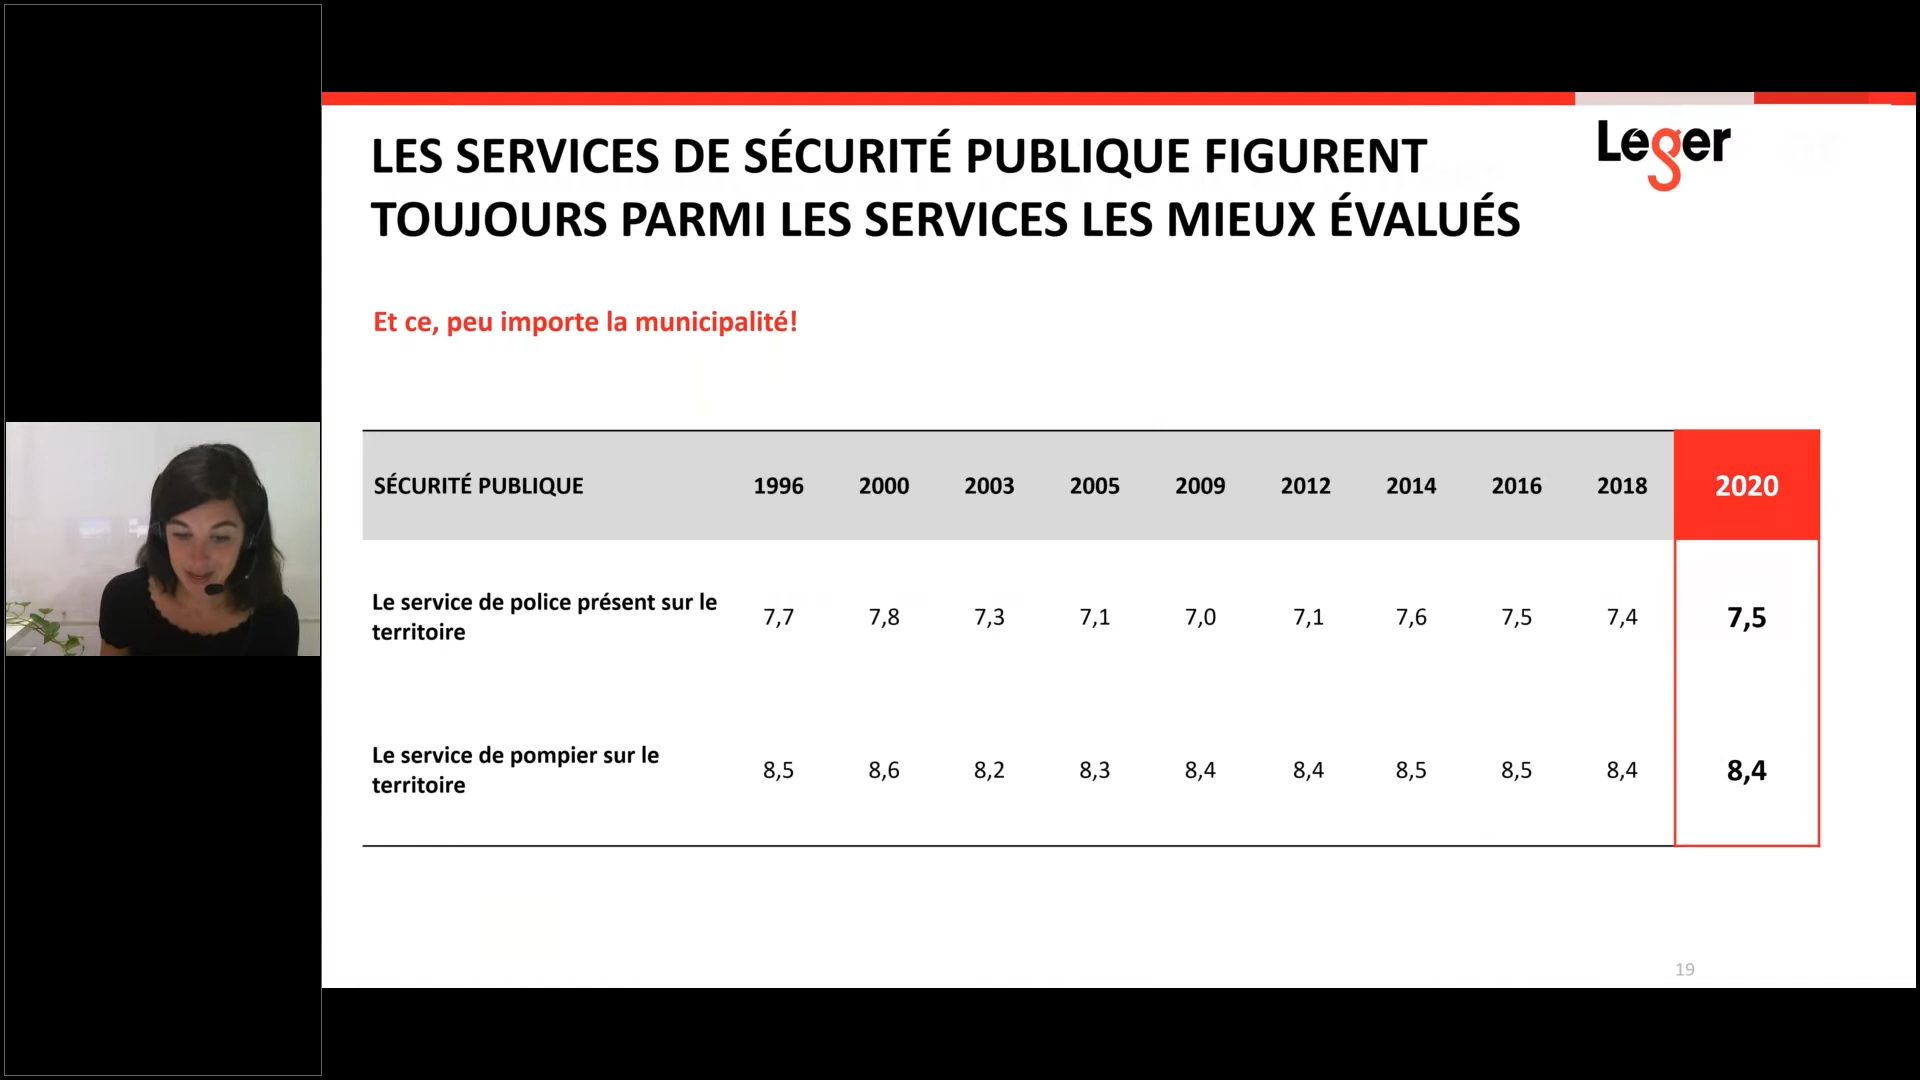 LES SERVICES DE SÉCURITÉ PUBLIQUE FIGURENT
TOUJOURS PARMI LES SERVICES LES MIEUX ÉVALUÉS
Léger
Et ce, peu importe la municipalité!
SÉCURITÉ PUBLIQUE 1996 2000 2003 2005 2009 2012 2014 2016 2018 2020
Le service de police présent sur le
territoire 7,7 7,8 7,3 7,1 7,0 7,1 7,6 7,5 7,4 7,5
Le service de pompier sur le
territoire 8,5 8,6 8,2 8,3 8,4 8,4 8,5 8,5 8,4 8,4
19